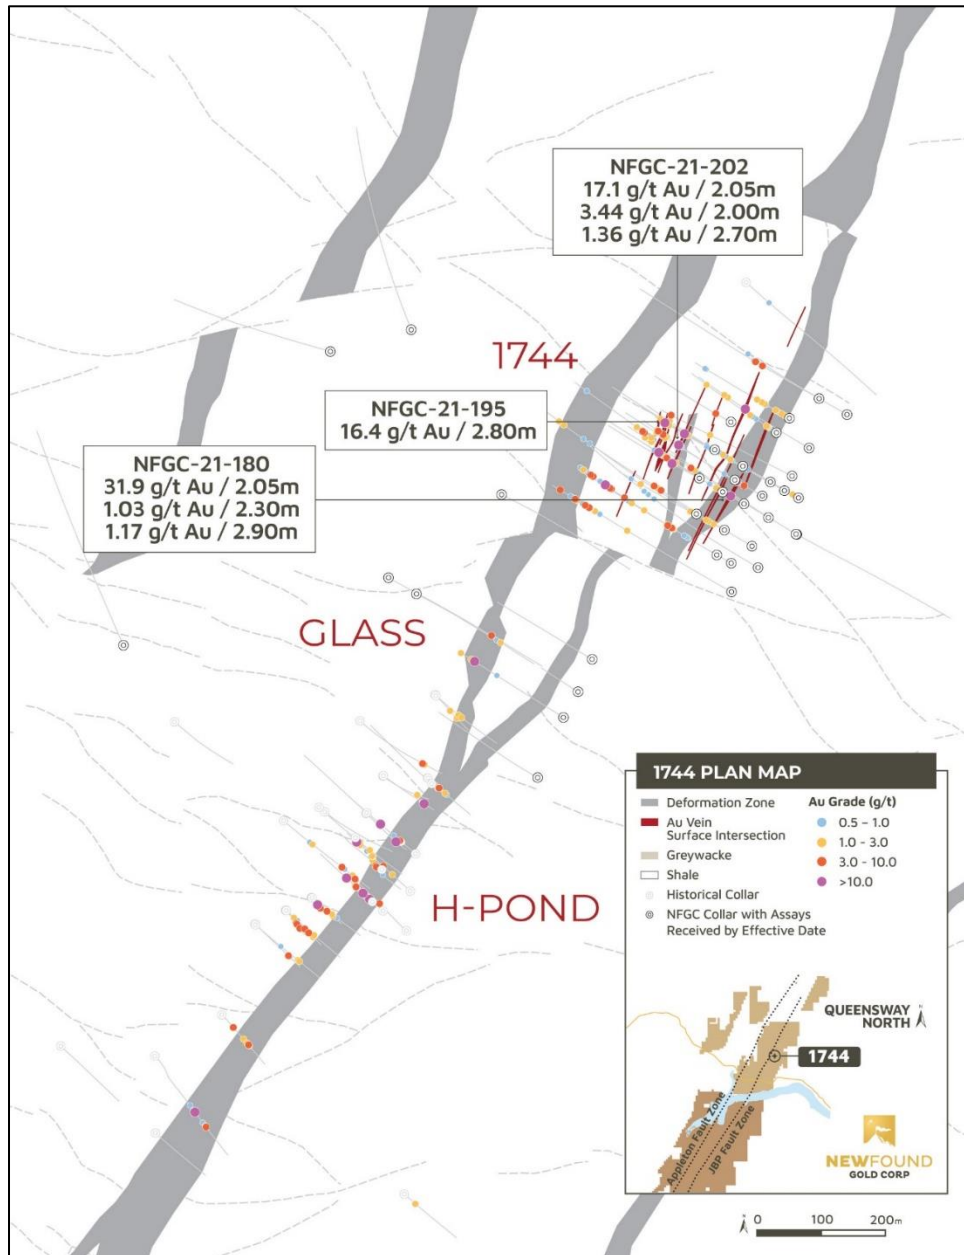 NFGC-21-202
17.1 g/t Au / 2.05m
3.44 g/t Au / 2.00m
1.36 g/t Au / 2.70m
1744
NFGC-21-195
16.4 g/t Au / 2.80m
NFGC-21-180
31.9 g/t Au / 2.05m
1.03 g/t Au / 2.30m
1.17 g/t Au / 2.90m
GLASS
H-POND
1744 PLAN MAP
Deformation Zone
Au Vein
Surface Intersection
Greywacke
Shale
Historical Collar
NFGC Collar with Assays
Received by Effective Date
Au Grade (g/t)
0.5 – 1.0
1.0 - 3.0
3.0 - 10.0
>10.0
QUEENSWAY
NORTH
1744
Appleton Fault Zone
JBP Fault Zone
NEWFOUND
GOLD CORP
0 100 200m